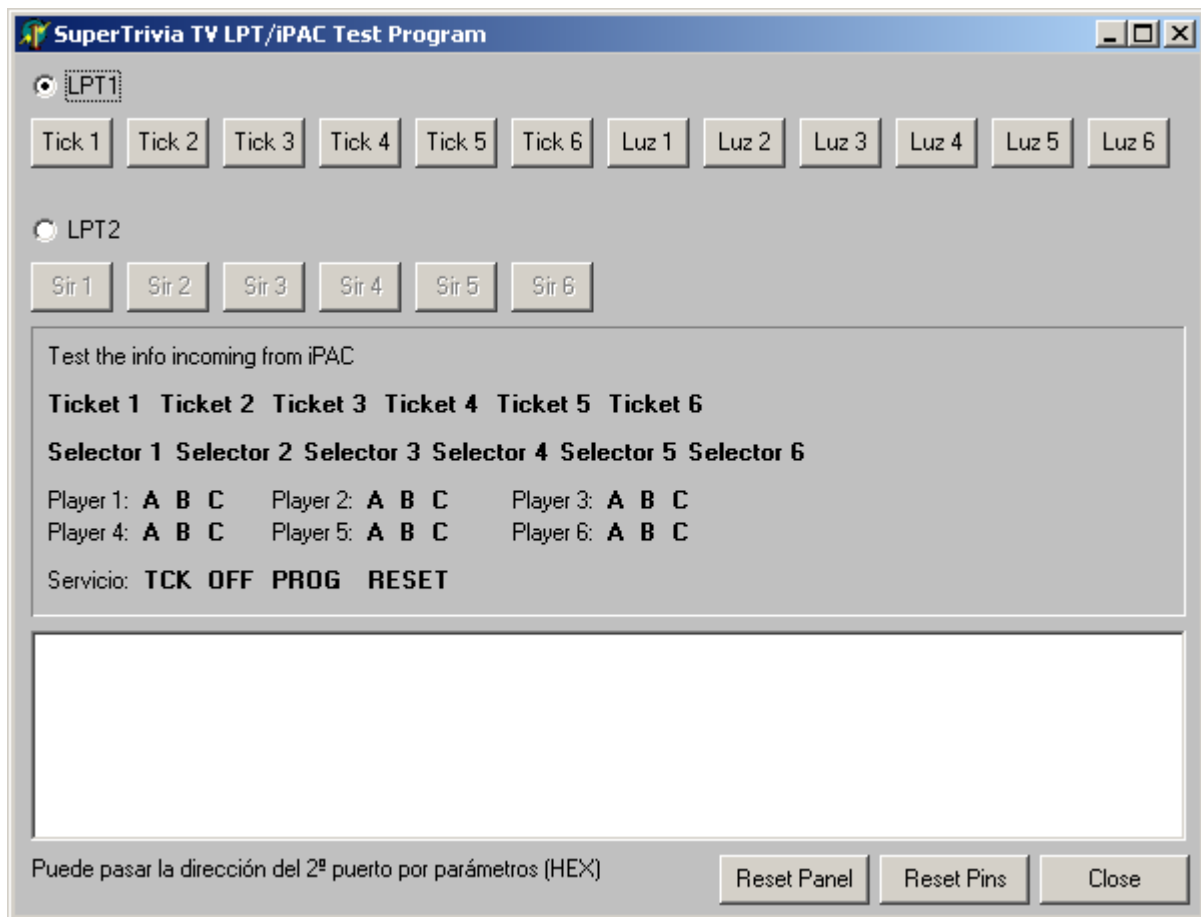 SuperTrivia TV LPT/iPAC Test Program
LPT1
Tick 1 Tick 2 Tick 3 Tick 4 Tick 5 Tick 6 Luz 1 Luz 2 Luz 3 Luz 4 Luz 5 Luz 6
LPT2
Sir 1 Sir 2 Sir 3 Sir 4 Sir 5 Sir 6
Test the info incoming from iPAC
Ticket 1 Ticket 2 Ticket 3 Ticket 4 Ticket 5 Ticket 6
Selector 1 Selector 2 Selector 3 Selector 4 Selector 5 Selector 6
Player 1: A B C Player 2: A B C Player 3: A B C
Player 4: A B C Player 5: A B C Player 6: A B C
Servicio: TCK OFF PROG RESET
Puede pasar la dirección del 2º puerto por parámetros (HEX)
Reset Panel Reset Pins Close